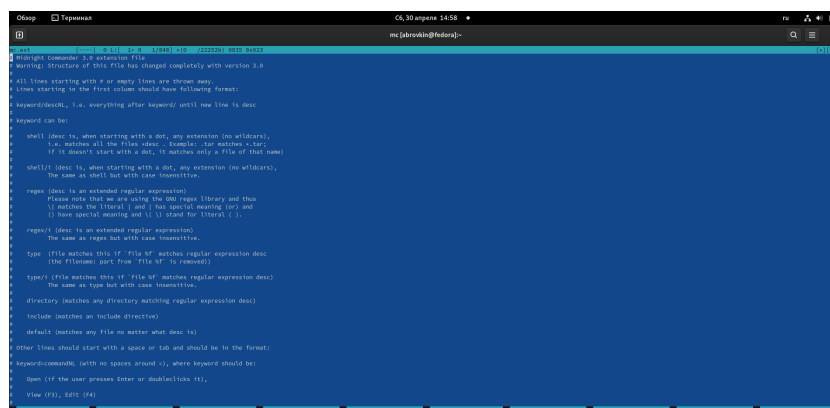 Обзор Терминал Сб, 30 апреля 14:58 ru
mc [abrovkin@fedora]:~
mc.ext [----] 0 L:[ 1+ 0 1/848] *(0 /22252b) 0035 0x023 [*][
# Midnight Commander 3.0 extension file
# Warning: Structure of this file has changed completely with version 3.0
#
# All lines starting with # or empty lines are thrown away.
# Lines starting in the first column should have following format:
#
# keyword/descNL, i.e. everything after keyword/ until new line is desc
#
# keyword can be:
#
# shell (desc is, when starting with a dot, any extension (no wildcars),
# i.e. matches all the files *desc . Example: .tar matches *.tar;
# if it doesn't start with a dot, it matches only a file of that name)
#
# shell/i (desc is, when starting with a dot, any extension (no wildcars),
# The same as shell but with case insensitive.
#
# regex (desc is an extended regular expression)
# Please note that we are using the GNU regex library and thus
# \| matches the literal | and | has special meaning (or) and
# () have special meaning and \( \) stand for literal ( ).
#
# regex/i (desc is an extended regular expression)
# The same as regex but with case insensitive.
#
# type (file matches this if `file %f` matches regular expression desc
# (the filename: part from `file %f` is removed))
#
# type/i (file matches this if `file %f` matches regular expression desc)
# The same as type but with case insensitive.
#
# directory (matches any directory matching regular expression desc)
#
# include (matches an include directive)
#
# default (matches any file no matter what desc is)
#
# Other lines should start with a space or tab and should be in the format:
#
# keyword=commandNL (with no spaces around =), where keyword should be:
#
# Open (if the user presses Enter or doubleclicks it),
#
# View (F3), Edit (F4)
#